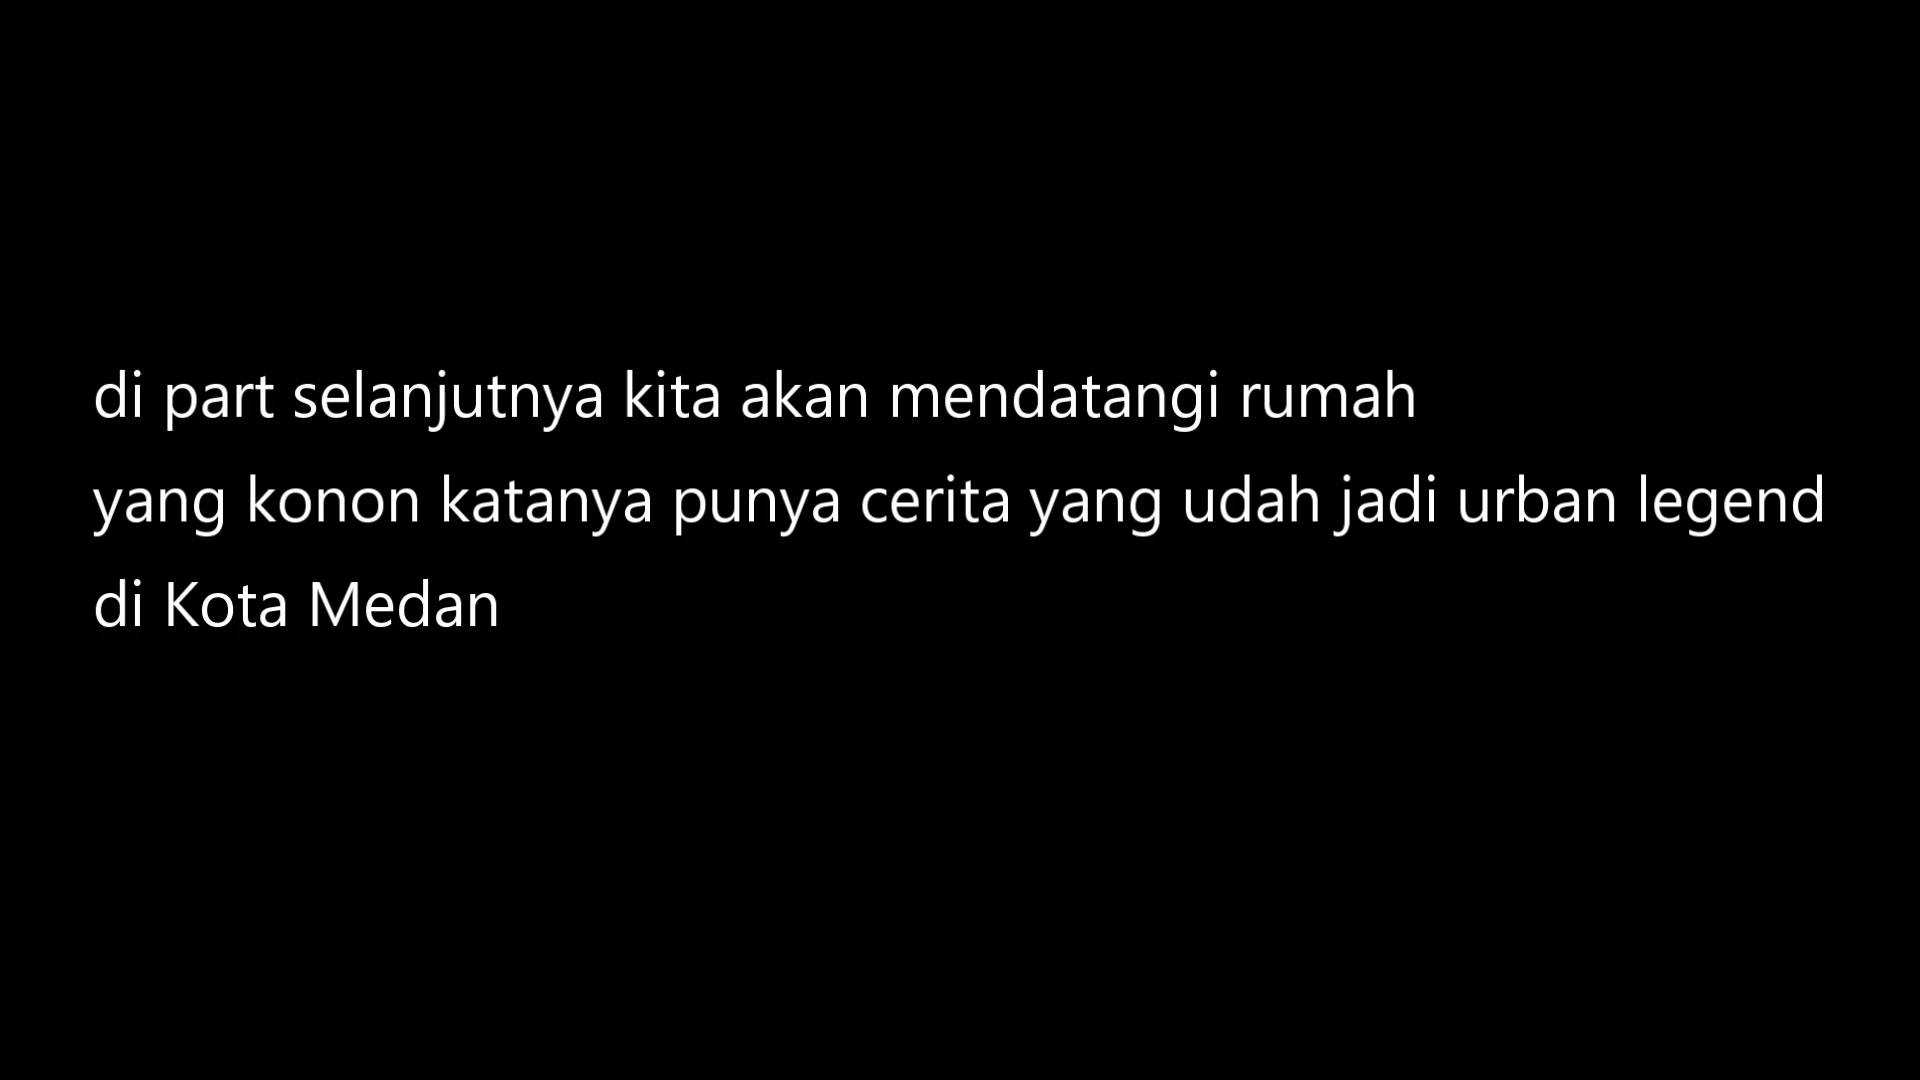 di part selanjutnya kita akan mendatangi rumah
yang konon katanya punya cerita yang udah jadi urban legend
di Kota Medan